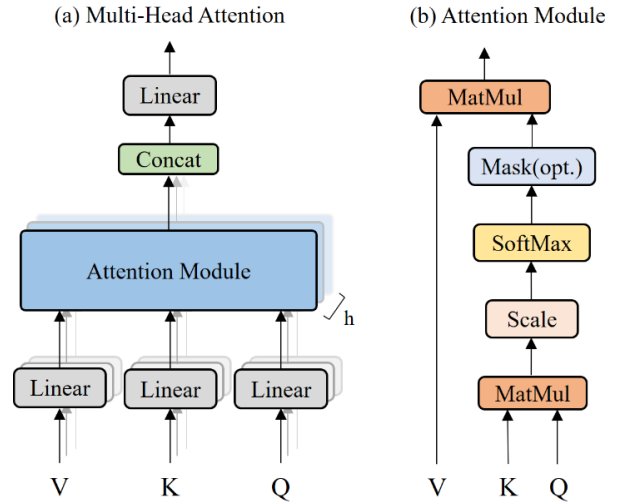 (a) Multi-Head Attention
Linear
Concat
Attention Module
h
Linear Linear Linear
V K Q
(b) Attention Module
MatMul
Mask(opt.)
SoftMax
Scale
MatMul
V K Q